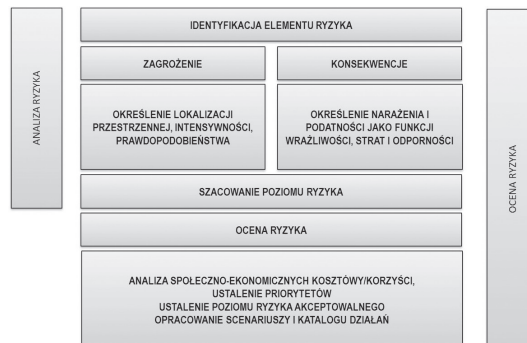 ANALIZA RYZYKA
IDENTYFIKACJA ELEMENTU RYZYKA
ZAGROŻENIE
KONSEKWENCJE
OKREŚLENIE LOKALIZACJI
PRZESTRZENNEJ, INTENSYWNOŚCI,
PRAWDOPODOBIEŃSTWA
OKREŚLENIE NARAŻENIA I
PODATNOŚCI JAKO FUNKCJI
WRAŻLIWOŚCI, STRAT I ODPORNOŚCI
SZACOWANIE POZIOMU RYZYKA
OCENA RYZYKA
ANALIZA SPOŁECZNO-EKONOMICZNYCH KOSZTÓWY/KORZYŚCI,
USTALENIE PRIORYTETÓW
USTALENIE POZIOMU RYZYKA AKCEPTOWALNEGO
OPRACOWANIE SCENARIUSZY I KATALOGU DZIAŁAŃ
OCENA RYZYKA